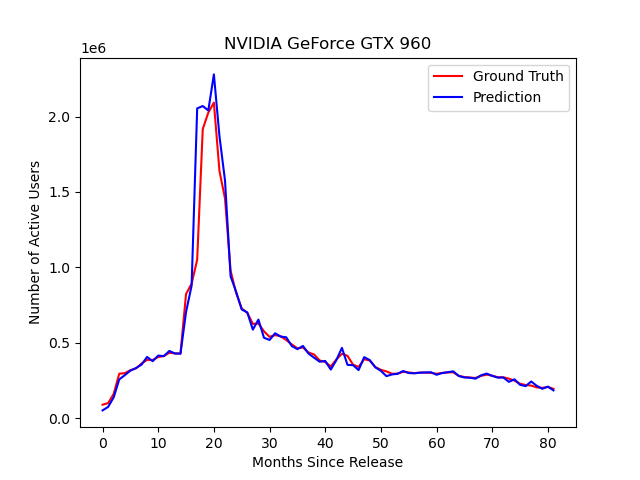 NVIDIA GeForce GTX 960
1e6
Ground Truth
Prediction
2.0
1.5
1.0
0.5
0.0
Number of Active Users
0 10 20 30 40 50 60 70 80
Months Since Release